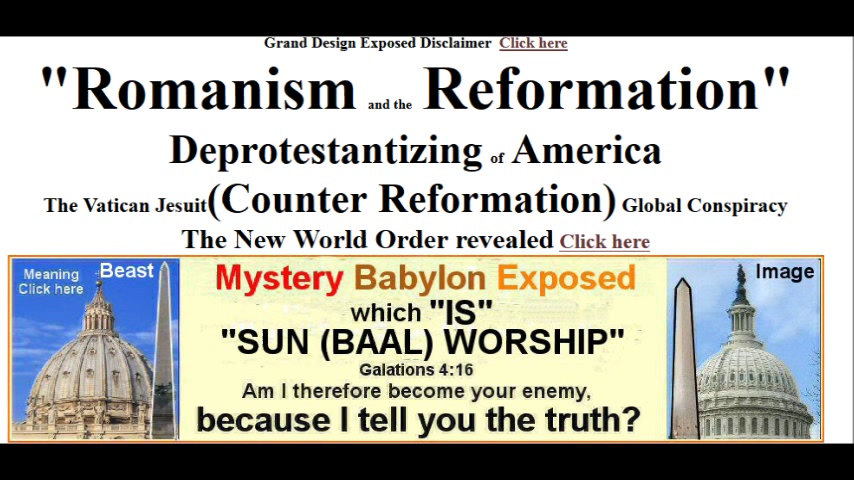 Grand Design Exposed Disclaimer Click here
"Romanism and the Reformation"
Deprotestantizing of America
The Vatican Jesuit(Counter Reformation) Global Conspiracy
The New World Order revealed Click here
Meaning
Click here
Beast
Mystery Babylon Exposed
which "IS"
"SUN (BAAL) WORSHIP"
Galations 4:16
Am I therefore become your enemy,
because I tell you the truth?
Image